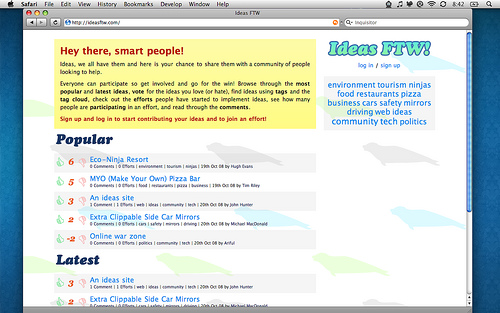 Safari File Edit View History Bookmarks Develop Window Help 8:42
Ideas FTW
http://ideasftw.com/ Inquisitor
Hey there, smart people!
Ideas, we all have them and here is your chance to share them with a community of people
looking to help.
Everyone can participate so get involved and go for the win! Browse through the most
popular and latest ideas, vote for the ideas you love (or hate), find ideas using tags and the
tag cloud, check out the efforts people have started to implement ideas, see how many
people are participating in an effort, and read through the comments.
Sign up and log in to start contributing your ideas and to join an effort!
Ideas FTW!
log in / sign up
environment tourism ninjas
food restaurants pizza
business cars safety mirrors
driving web ideas
community tech politics
Popular
6 Eco-Ninja Resort
0 Comments | 0 Efforts | environment | tourism | ninjas | 19th Oct 08 by Hugh Evans
5 MYO (Make Your Own) Pizza Bar
0 Comments | 0 Efforts | food | restaurants | pizza | business | 19th Oct 08 by Tim Riley
3 An ideas site
1 Comment | 1 Efforts | web | ideas | community | tech | 20th Oct 08 by John Hunter
2 Extra Clippable Side Car Mirrors
0 Comments | 0 Efforts | cars | safety | mirrors | driving | 20th Oct 08 by Michael MacDonald
-2 Online war zone
0 Comments | 0 Efforts | politics | community | tech | 20th Oct 08 by Ariful
Latest
3 An ideas site
1 Comment | 1 Efforts | web | ideas | community | tech | 20th Oct 08 by John Hunter
2 Extra Clippable Side Car Mirrors
0 Comments | 0 Efforts | cars | safety | mirrors | driving | 20th Oct 08 by Michael MacDonald